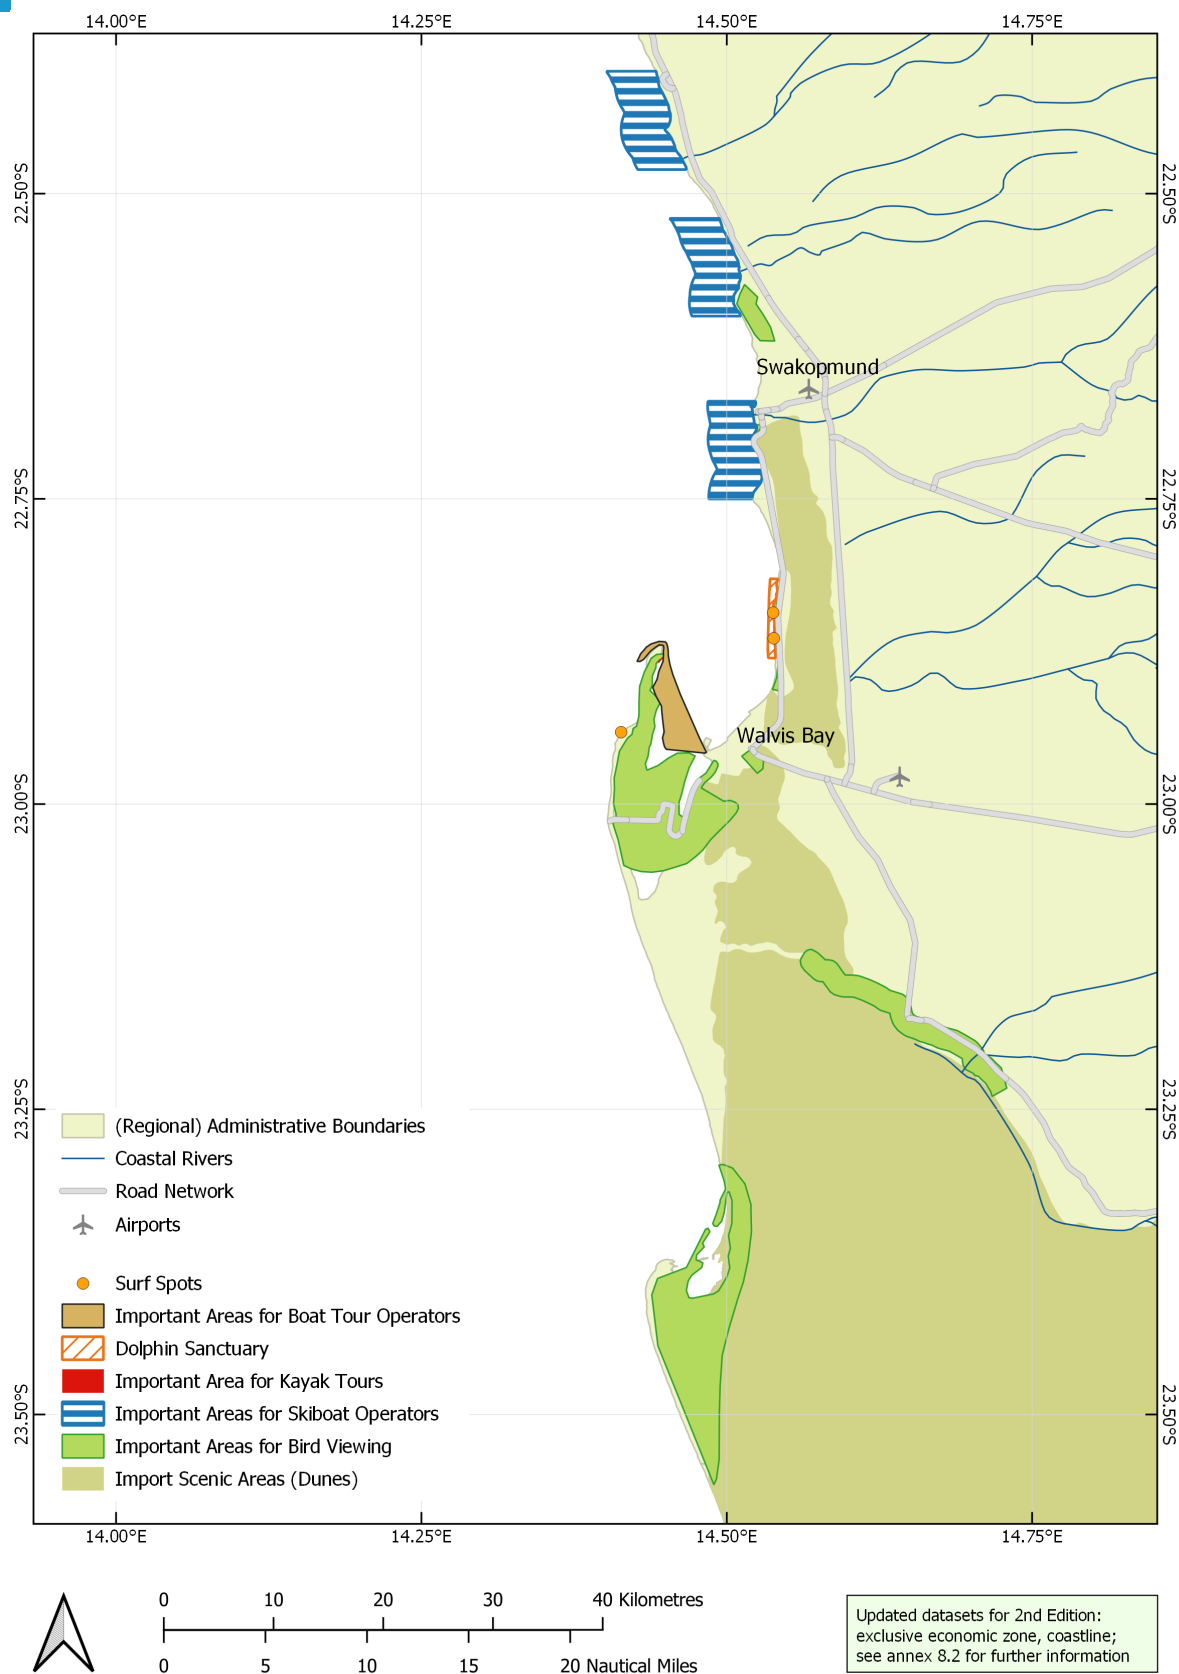 14.00°E 14.25°E 14.50°E 14.75°E
22.50°S 22.50°S
Swakopmund
22.75°S 22.75°S
Walvis Bay
23.00°S 23.00°S
23.25°S 23.25°S
(Regional) Administrative Boundaries
Coastal Rivers
Road Network
Airports
Surf Spots
Important Areas for Boat Tour Operators
Dolphin Sanctuary
Important Area for Kayak Tours
Important Areas for Skiboat Operators
23.50°S 23.50°S
Important Areas for Bird Viewing
Import Scenic Areas (Dunes)
14.00°E 14.25°E 14.50°E 14.75°E
0 10 20 30 40 Kilometres
0 5 10 15 20 Nautical Miles
Updated datasets for 2nd Edition:
exclusive economic zone, coastline;
see annex 8.2 for further information